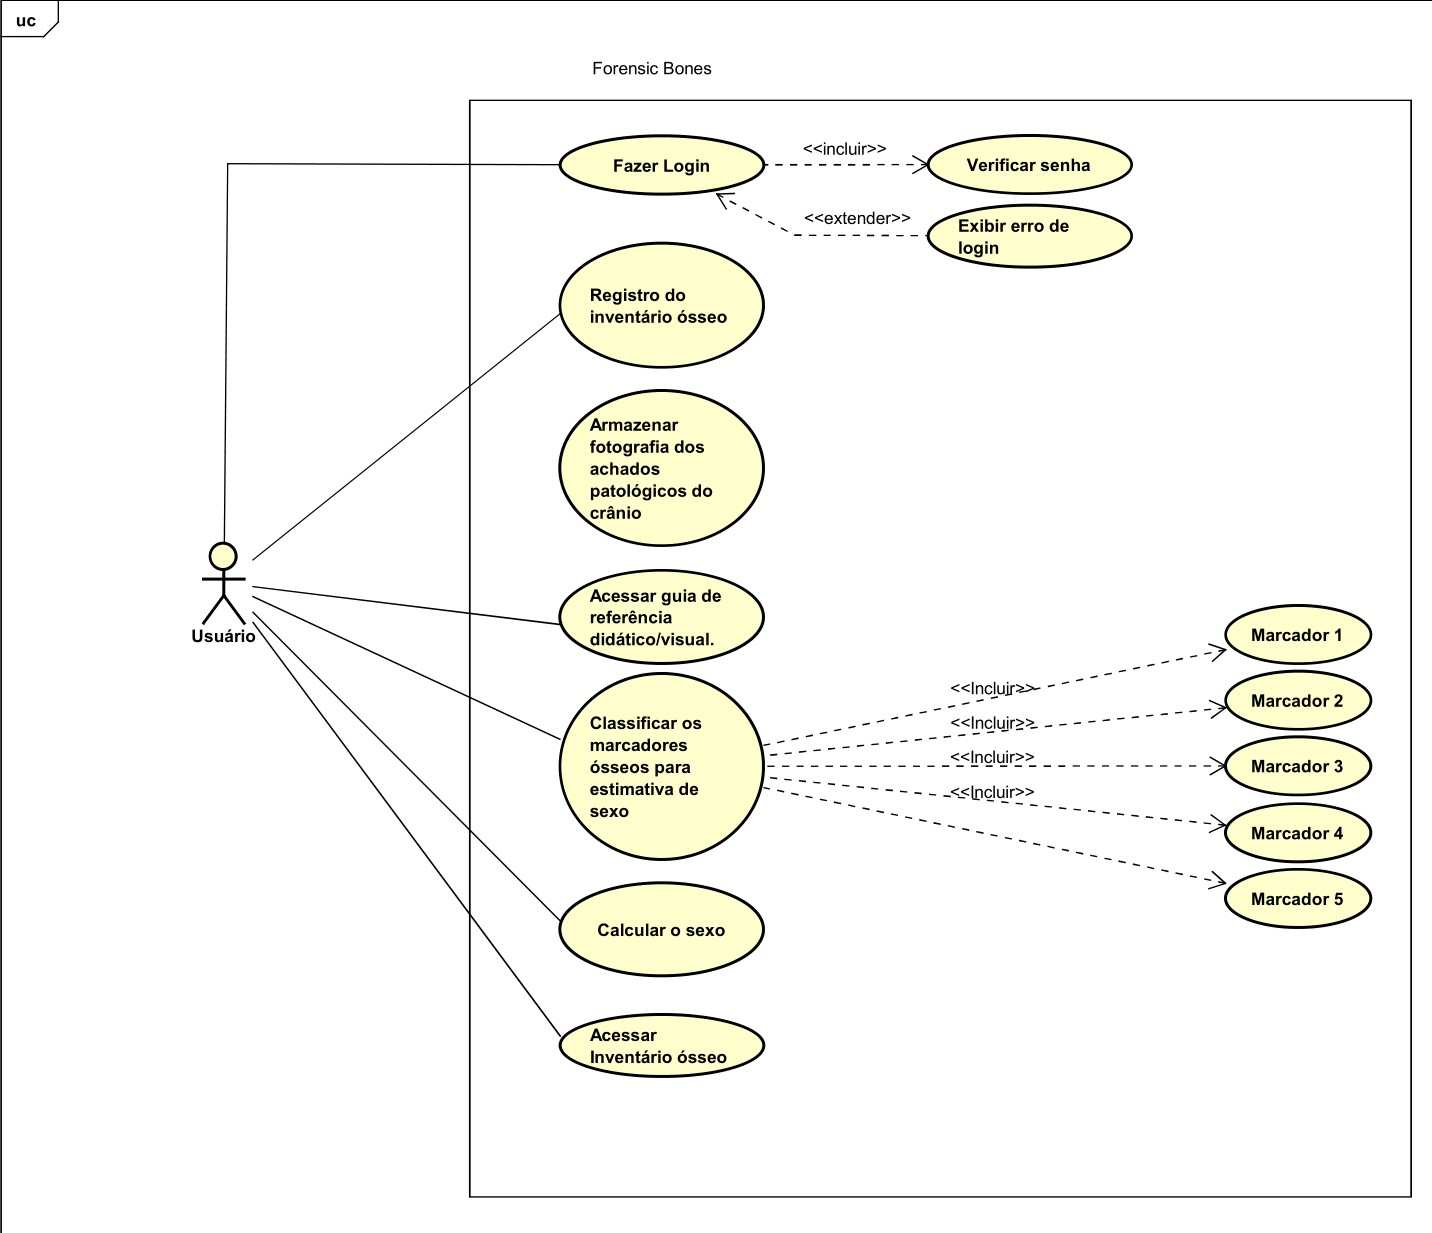 uc
Forensic Bones
Fazer Login
<<incluir>>
Verificar senha
<<extender>>
Exibir erro de
login
Registro do
inventário ósseo
Armazenar
fotografia dos
achados
patológicos do
crânio
Usuário
Acessar guia de
referência
didático/visual.
Classificar os
marcadores
ósseos para
estimativa de
sexo
<<Incluir>>
<<Incluir>>
<<Incluir>>
<<Incluir>>
Marcador 1
Marcador 2
Marcador 3
Marcador 4
Marcador 5
Calcular o sexo
Acessar
Inventário ósseo